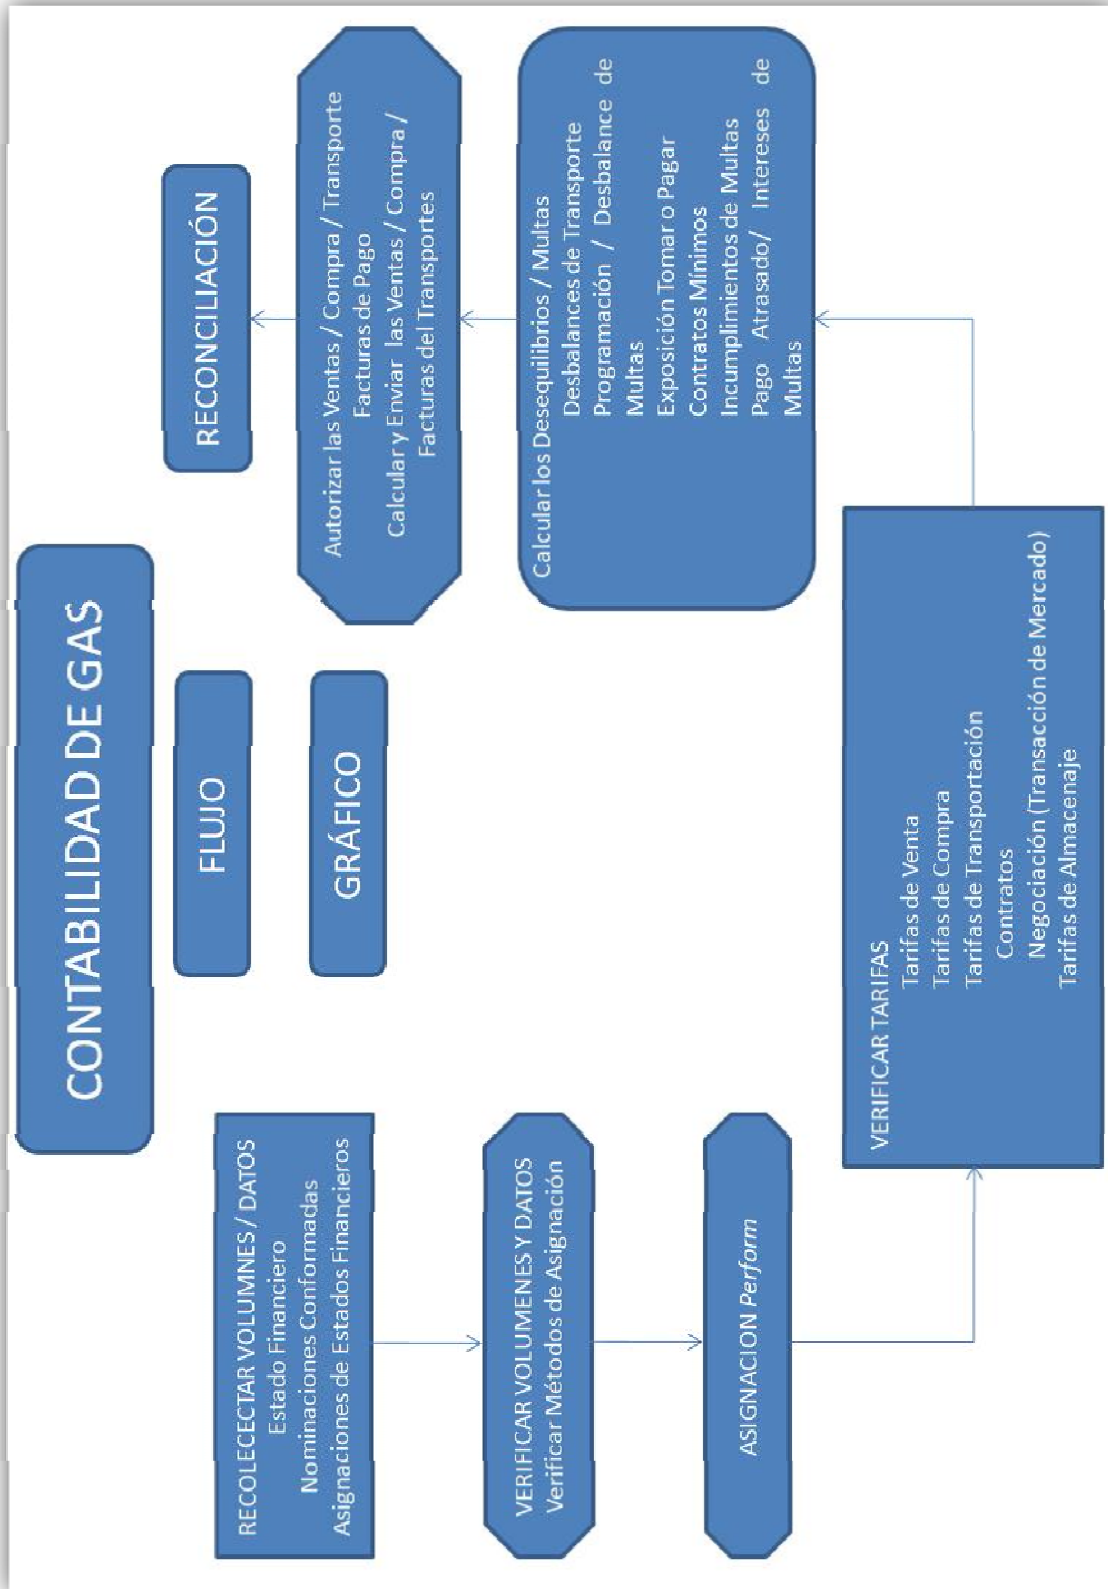 CONTABILIDAD DE GAS
FLUJO
GRÁFICO
RECOLECECTAR VOLUMNES / DATOS
Estado Financiero
Nominaciones Conformadas
Asignaciones de Estados Financieros
VERIFICAR VOLUMENES Y DATOS
Verificar Métodos de Asignación
ASIGNACION Perform
VERIFICAR TARIFAS
Tarifas de Venta
Tarifas de Compra
Tarifas de Transportación
Contratos
Negociación (Transacción de Mercado)
Tarifas de Almacenaje
Calcular los Desequilibrios / Multas
Desbalances de Transporte
Programación / Desbalance de
Multas
Exposición Tomar o Pagar
Contratos Mínimos
Incumplimientos de Multas
Pago Atrasado/ Intereses de
Multas
Autorizar las Ventas / Compra / Transporte
Facturas de Pago
Calcular y Enviar las Ventas / Compra /
Facturas del Transportes
RECONCILIACIÓN